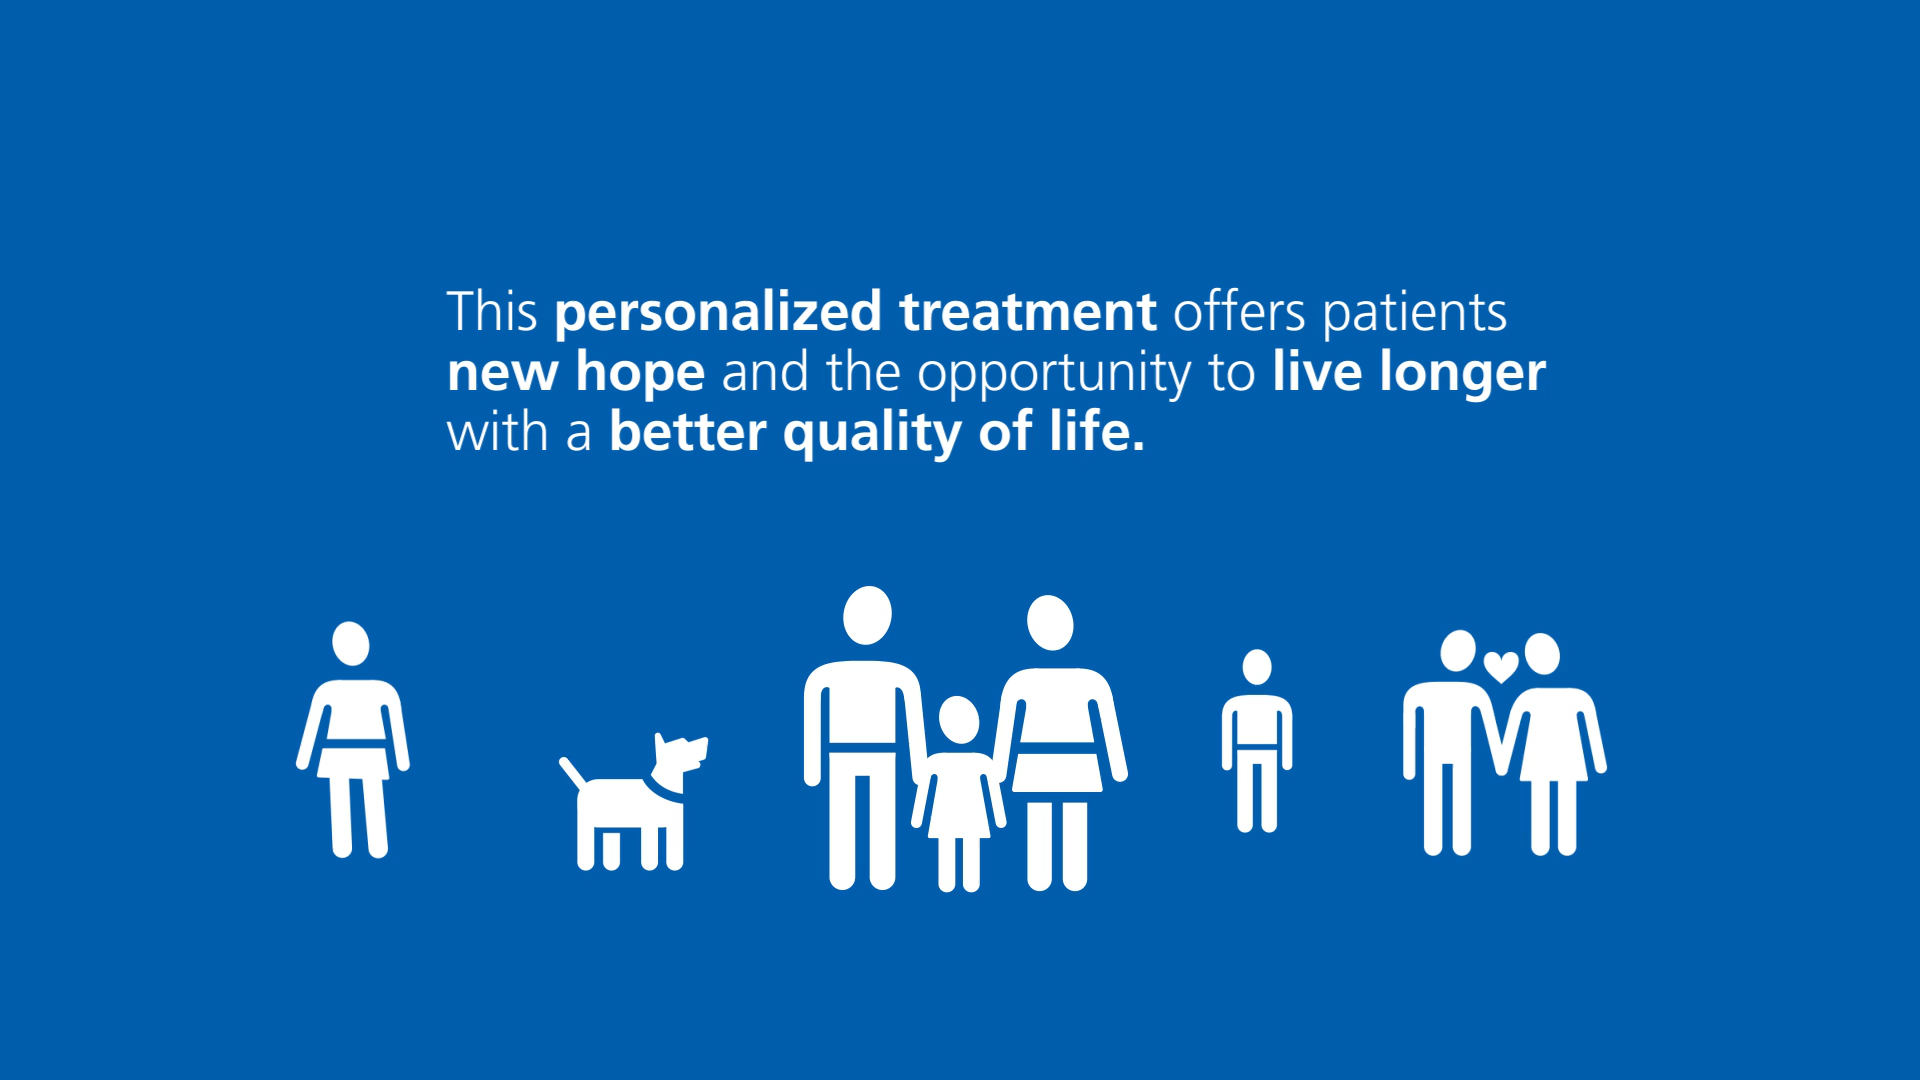 This personalized treatment offers patients
new hope and the opportunity to live longer
with a better quality of life.